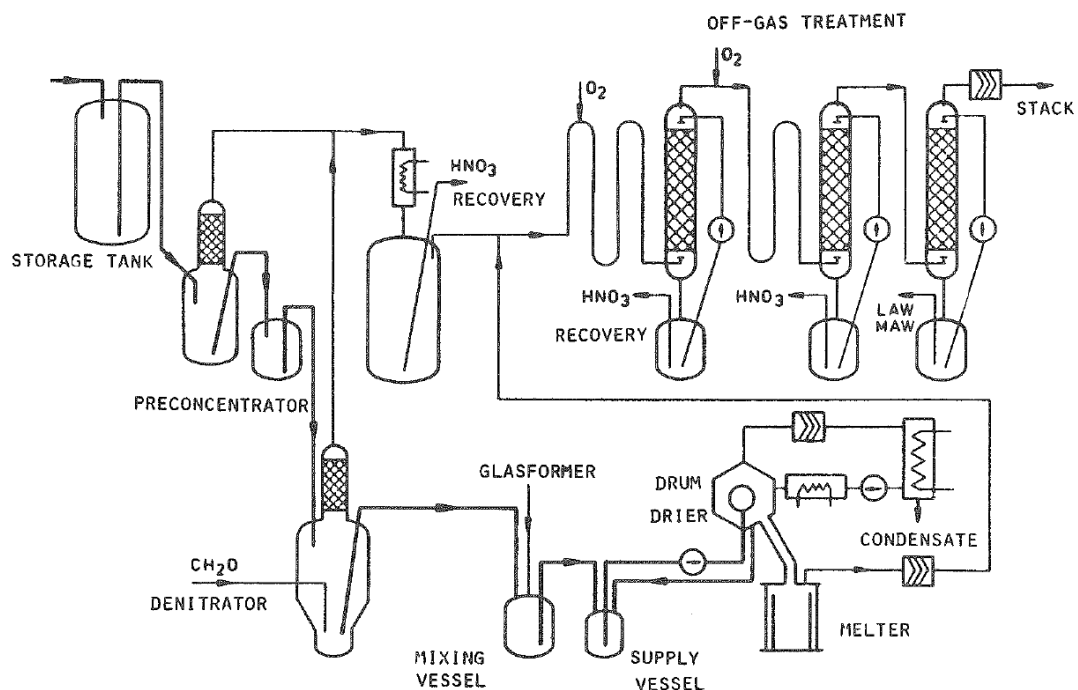 OFF-GAS TREATMENT
O₂
O₂
STACK
HNO₃
RECOVERY
STORAGE TANK
HNO₃
RECOVERY
HNO₃
LAW
MAW
PRECONCENTRATOR
GLASFORMER
DRUM
DRIER
CONDENSATE
CH₂O
DENITRATOR
MELTER
MIXING
VESSEL
SUPPLY
VESSEL